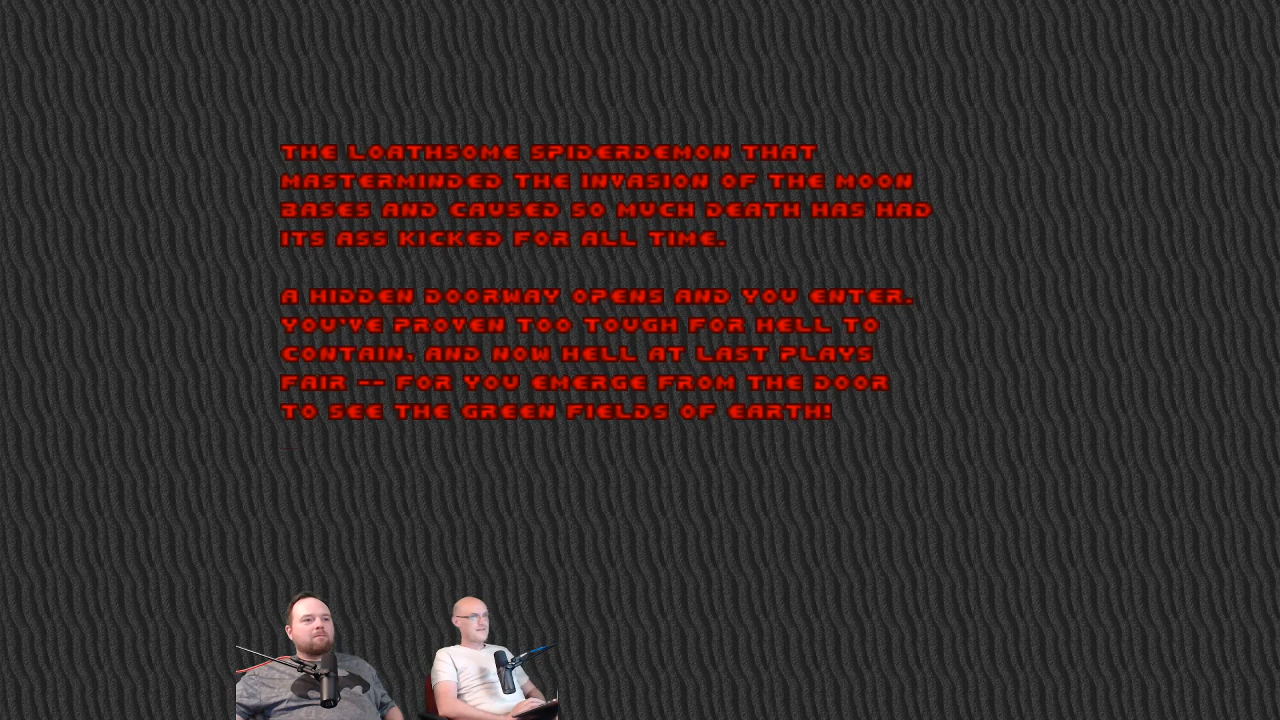 THE LOATHSOME SPIDERDEMON THAT
MASTERMINDED THE INVASION OF THE MOON
BASES AND CAUSED SO MUCH DEATH HAS HAD
ITS ASS KICKED FOR ALL TIME.
A HIDDEN DOORWAY OPENS AND YOU ENTER.
YOU'VE PROVEN TOO TOUGH FOR HELL TO
CONTAIN, AND NOW HELL AT LAST PLAYS
FAIR -- FOR YOU EMERGE FROM THE DOOR
TO SEE THE GREEN FIELDS OF EARTH!